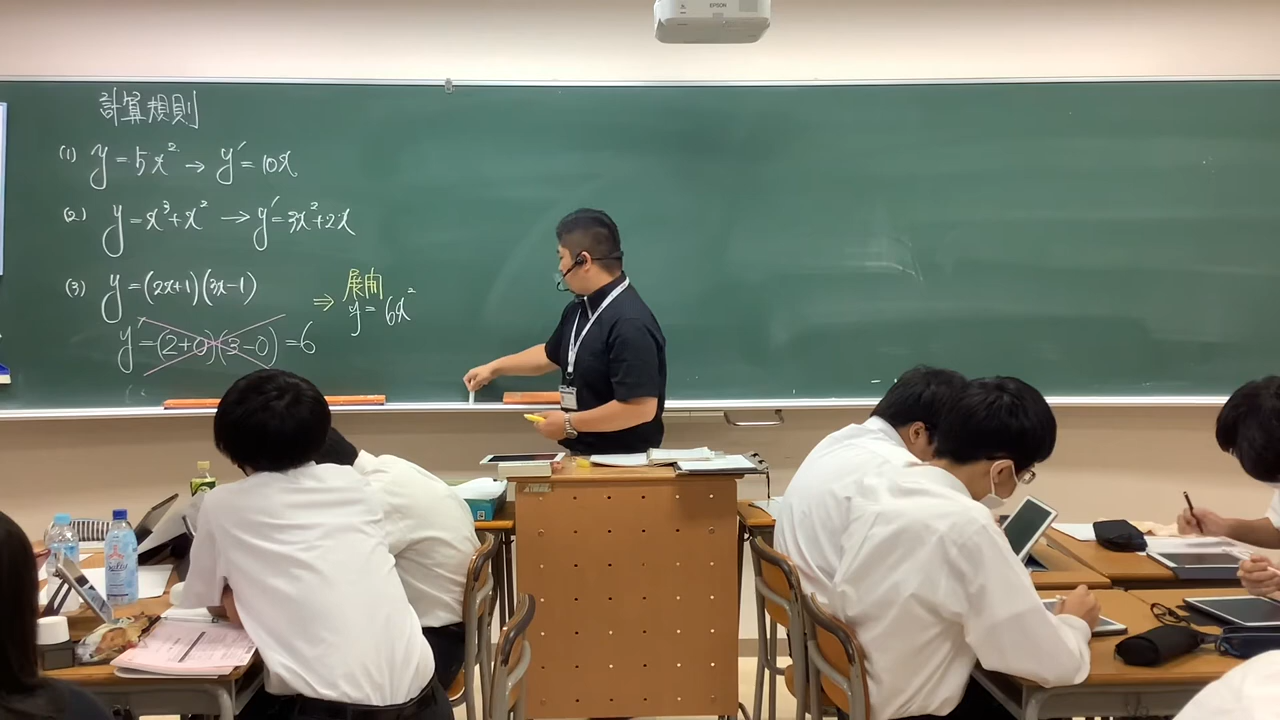 EPSON
計算規則
(1) y=5x² → y′=10x
(2) y=x³+x² → y′=3x²+2x
(3) y=(2x+1)(3x-1)
⇒ 展開
y=6x²
y′=(2+0)(3-0)=6